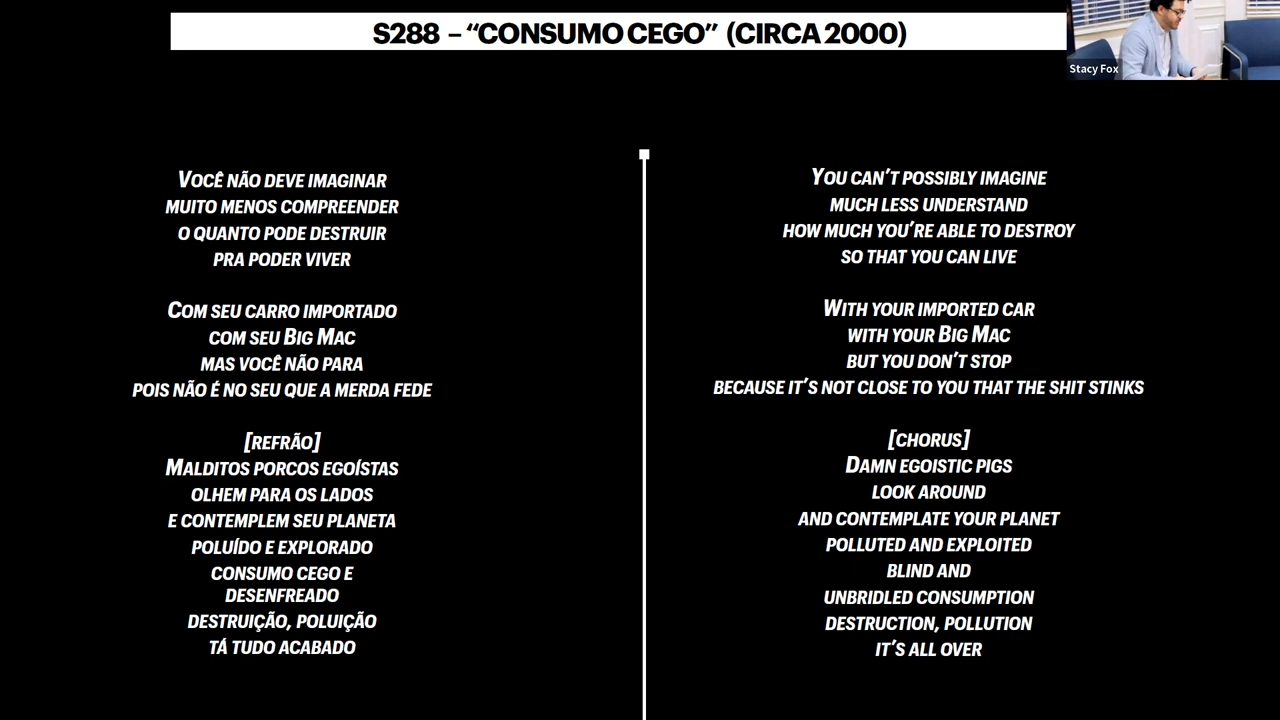 S288 – “CONSUMO CEGO” (CIRCA 2000)
Stacy Fox
VOCÊ NÃO DEVE IMAGINAR
MUITO MENOS COMPREENDER
O QUANTO PODE DESTRUIR
PRA PODER VIVER
COM SEU CARRO IMPORTADO
COM SEU BIG MAC
MAS VOCÊ NÃO PARA
POIS NÃO É NO SEU QUE A MERDA FEDE
[REFRÃO]
MALDITOS PORCOS EGOÍSTAS
OLHEM PARA OS LADOS
E CONTEMPLEM SEU PLANETA
POLUÍDO E EXPLORADO
CONSUMO CEGO E
DESENFREADO
DESTRUIÇÃO, POLUIÇÃO
TÁ TUDO ACABADO
YOU CAN’T POSSIBLY IMAGINE
MUCH LESS UNDERSTAND
HOW MUCH YOU’RE ABLE TO DESTROY
SO THAT YOU CAN LIVE
WITH YOUR IMPORTED CAR
WITH YOUR BIG MAC
BUT YOU DON’T STOP
BECAUSE IT’S NOT CLOSE TO YOU THAT THE SHIT STINKS
[CHORUS]
DAMN EGOISTIC PIGS
LOOK AROUND
AND CONTEMPLATE YOUR PLANET
POLLUTED AND EXPLOITED
BLIND AND
UNBRIDLED CONSUMPTION
DESTRUCTION, POLLUTION
IT’S ALL OVER